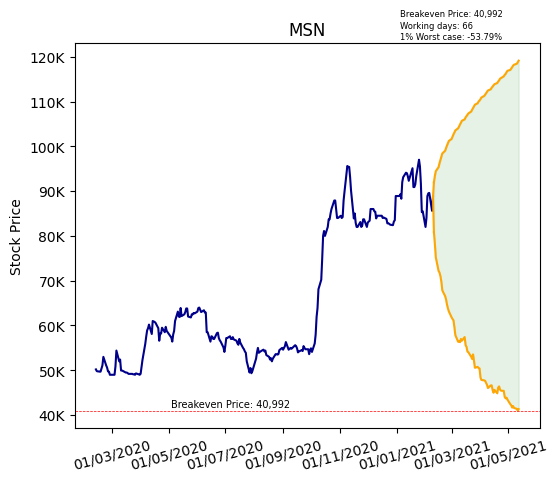 Breakeven Price: 40,992
Working days: 66
1% Worst case: -53.79%
MSN
120K
110K
100K
90K
80K
70K
60K
50K
40K
Stock Price
Breakeven Price: 40,992
01/03/2020
01/05/2020
01/07/2020
01/09/2020
01/11/2020
01/01/2021
01/03/2021
01/05/2021